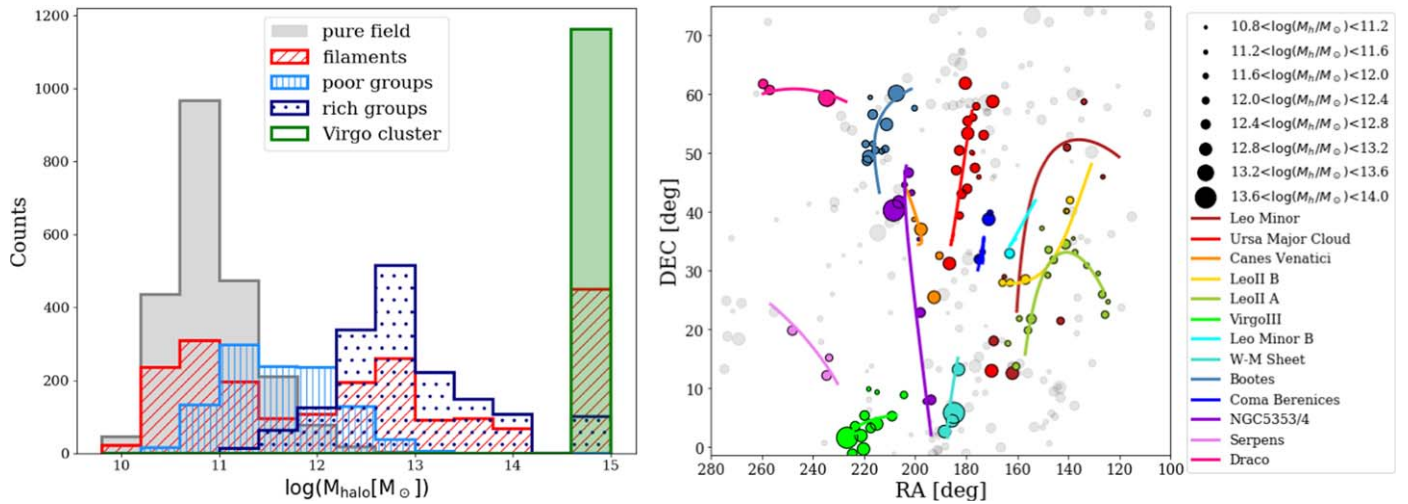 1200
1000
800
600
400
200
0
Counts
10
11
12
13
14
15
log(M_halo[M_⊙])
pure field
filaments
poor groups
rich groups
Virgo cluster
70
60
50
40
30
20
10
0
DEC [deg]
280
260
240
220
200
180
160
140
120
100
RA [deg]
10.8<log(M_h/M_⊙)<11.2
11.2<log(M_h/M_⊙)<11.6
11.6<log(M_h/M_⊙)<12.0
12.0<log(M_h/M_⊙)<12.4
12.4<log(M_h/M_⊙)<12.8
12.8<log(M_h/M_⊙)<13.2
13.2<log(M_h/M_⊙)<13.6
13.6<log(M_h/M_⊙)<14.0
Leo Minor
Ursa Major Cloud
Canes Venatici
LeoII B
LeoII A
VirgoIII
Leo Minor B
W-M Sheet
Bootes
Coma Berenices
NGC5353/4
Serpens
Draco